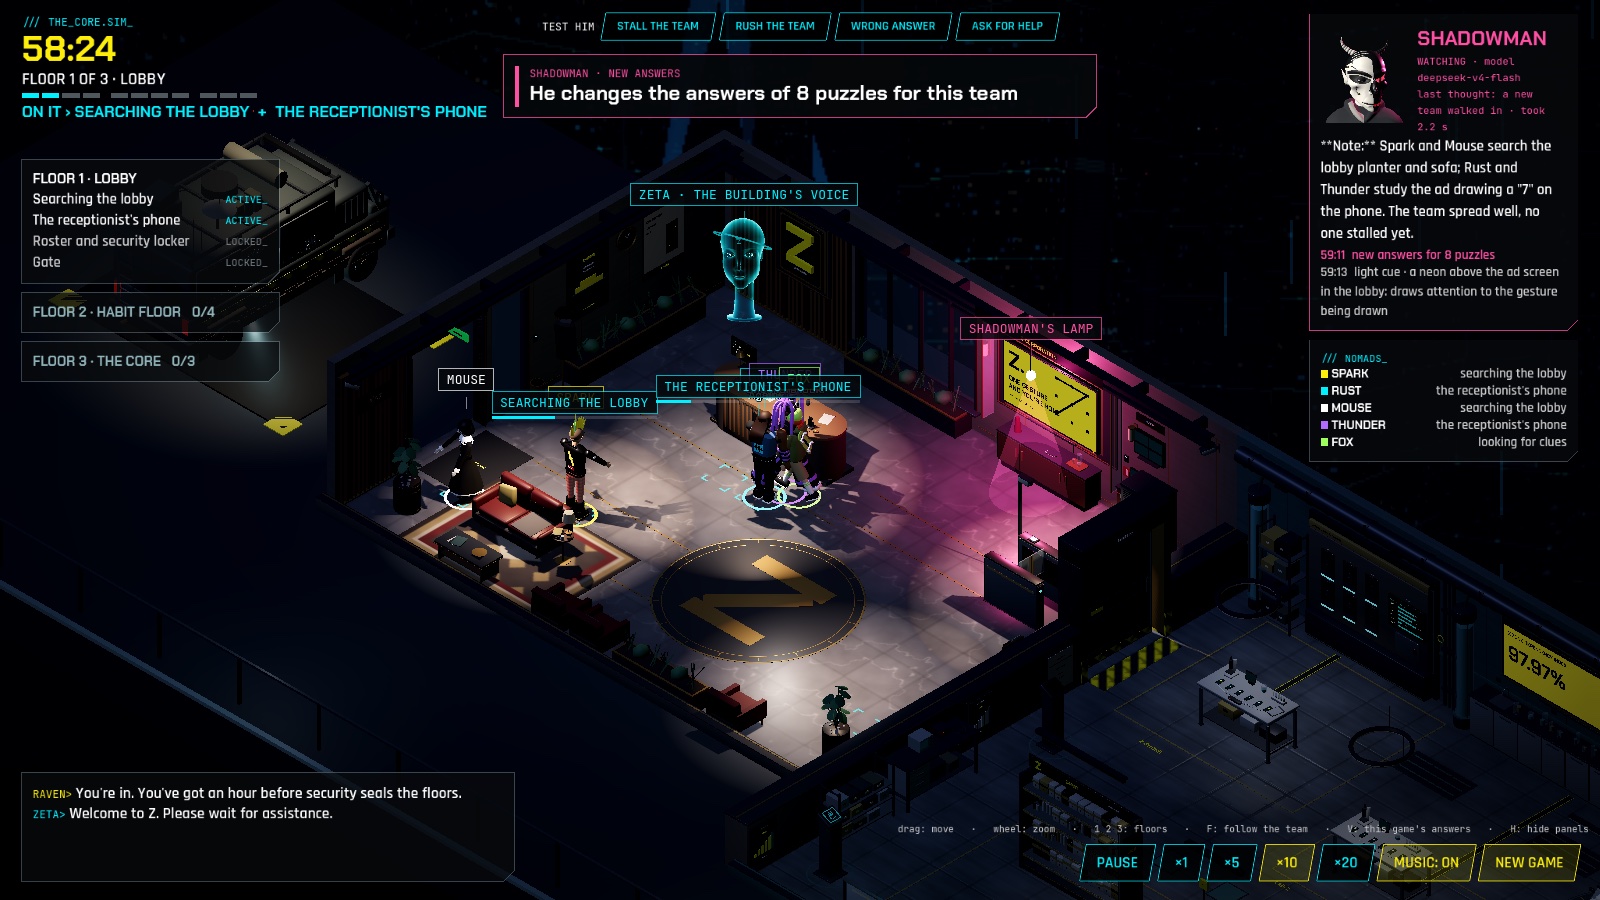 /// THE_CORE.SIM_
58:24
FLOOR 1 OF 3 · LOBBY
ON IT › SEARCHING THE LOBBY + THE RECEPTIONIST'S PHONE
TEST HIM
STALL THE TEAM
RUSH THE TEAM
WRONG ANSWER
ASK FOR HELP
SHADOWMAN · NEW ANSWERS
He changes the answers of 8 puzzles for this team
SHADOWMAN
WATCHING · model
deepseek-v4-flash
last thought: a new
team walked in · took
2.2 s
**Note:** Spark and Mouse search the
lobby planter and sofa; Rust and
Thunder study the ad drawing a "7" on
the phone. The team spread well, no
one stalled yet.
59:11 new answers for 8 puzzles
59:13 light cue · a neon above the ad screen
in the lobby: draws attention to the gesture
being drawn
/// NOMADS_
SPARK searching the lobby
RUST the receptionist's phone
MOUSE searching the lobby
THUNDER the receptionist's phone
FOX looking for clues
FLOOR 1 · LOBBY
Searching the lobby ACTIVE_
The receptionist's phone ACTIVE_
Roster and security locker LOCKED_
Gate LOCKED_
FLOOR 2 · HABIT FLOOR 0/4
FLOOR 3 · THE CORE 0/3
ZETA · THE BUILDING'S VOICE
SHADOWMAN'S LAMP
MOUSE
SEARCHING THE LOBBY
THE RECEPTIONIST'S PHONE
Z
97.97%
RAVEN> You're in. You've got an hour before security seals the floors.
ZETA> Welcome to Z. Please wait for assistance.
drag: move · wheel: zoom · 1 2 3: floors · F: follow the team · V: this game's answers · H: hide panels
PAUSE
×1
×5
×10
×20
MUSIC: ON
NEW GAME